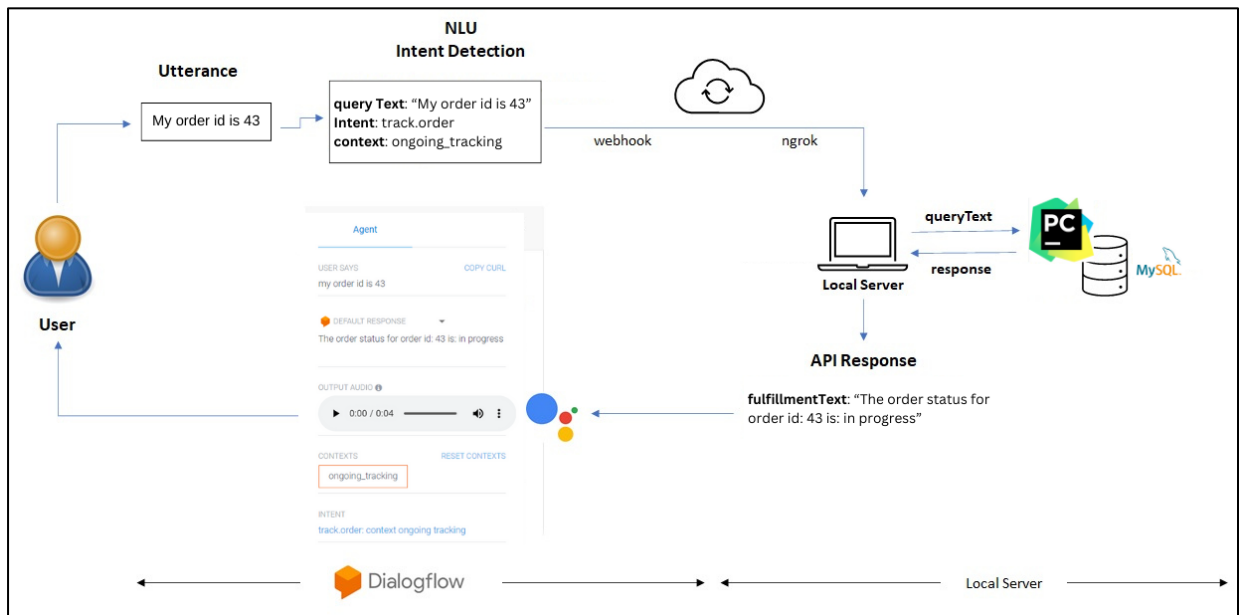 NLU
Intent Detection
Utterance
My order id is 43
query Text: “My order id is 43”
Intent: track.order
context: ongoing_tracking
webhook
ngrok
Agent
USER SAYS
COPY CURL
my order id is 43
DEFAULT RESPONSE
The order status for order id: 43 is: in progress
OUTPUT AUDIO
0:00 / 0:04
CONTEXTS
RESET CONTEXTS
ongoing_tracking
INTENT
track.order: context ongoing tracking
User
queryText
response
PC
MySQL
Local Server
API Response
fulfillmentText: “The order status for
order id: 43 is: in progress”
Dialogflow
Local Server